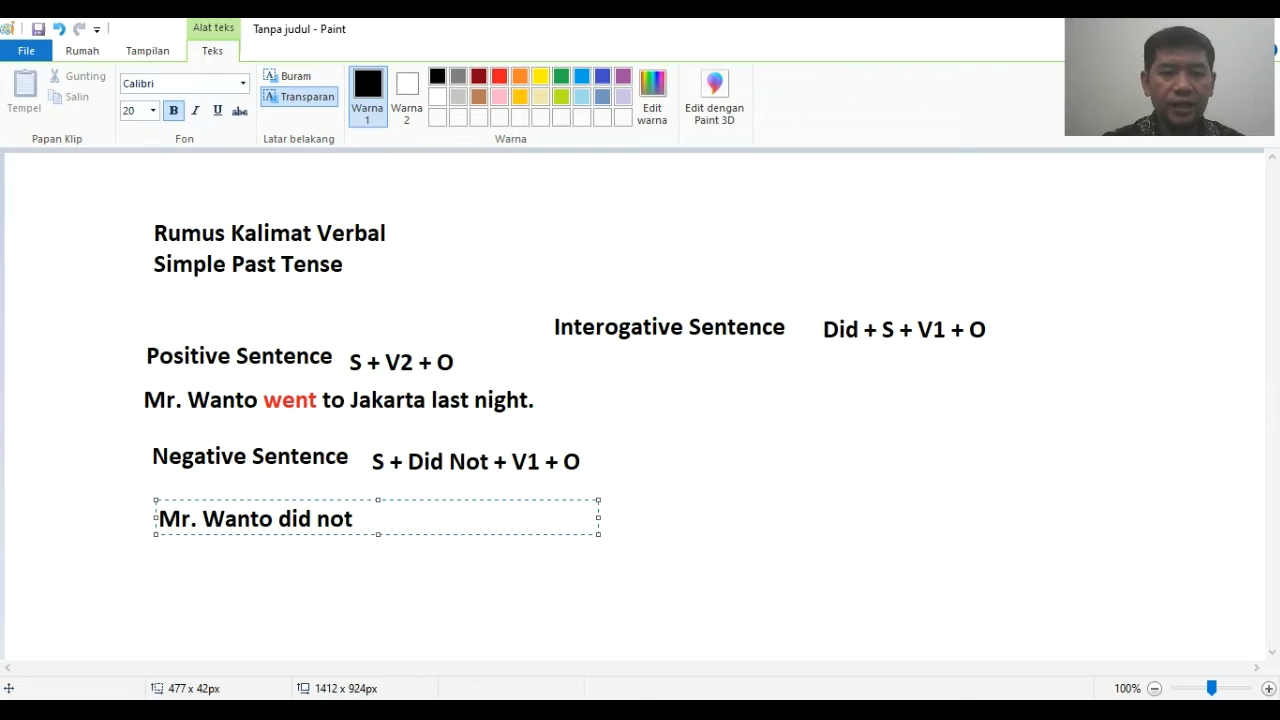 Alat teks
Tanpa judul - Paint
File
Rumah
Tampilan
Teks
Tempel
Gunting
Salin
Papan Klip
Calibri
20
B I U abc
Fon
Buram
Transparan
Latar belakang
Warna
1
Warna
2
Edit
warna
Warna
Edit dengan
Paint 3D
Rumus Kalimat Verbal
Simple Past Tense
Interogative Sentence Did + S + V1 + O
Positive Sentence S + V2 + O
Mr. Wanto went to Jakarta last night.
Negative Sentence S + Did Not + V1 + O
Mr. Wanto did not
477 x 42px
1412 x 924px
100%